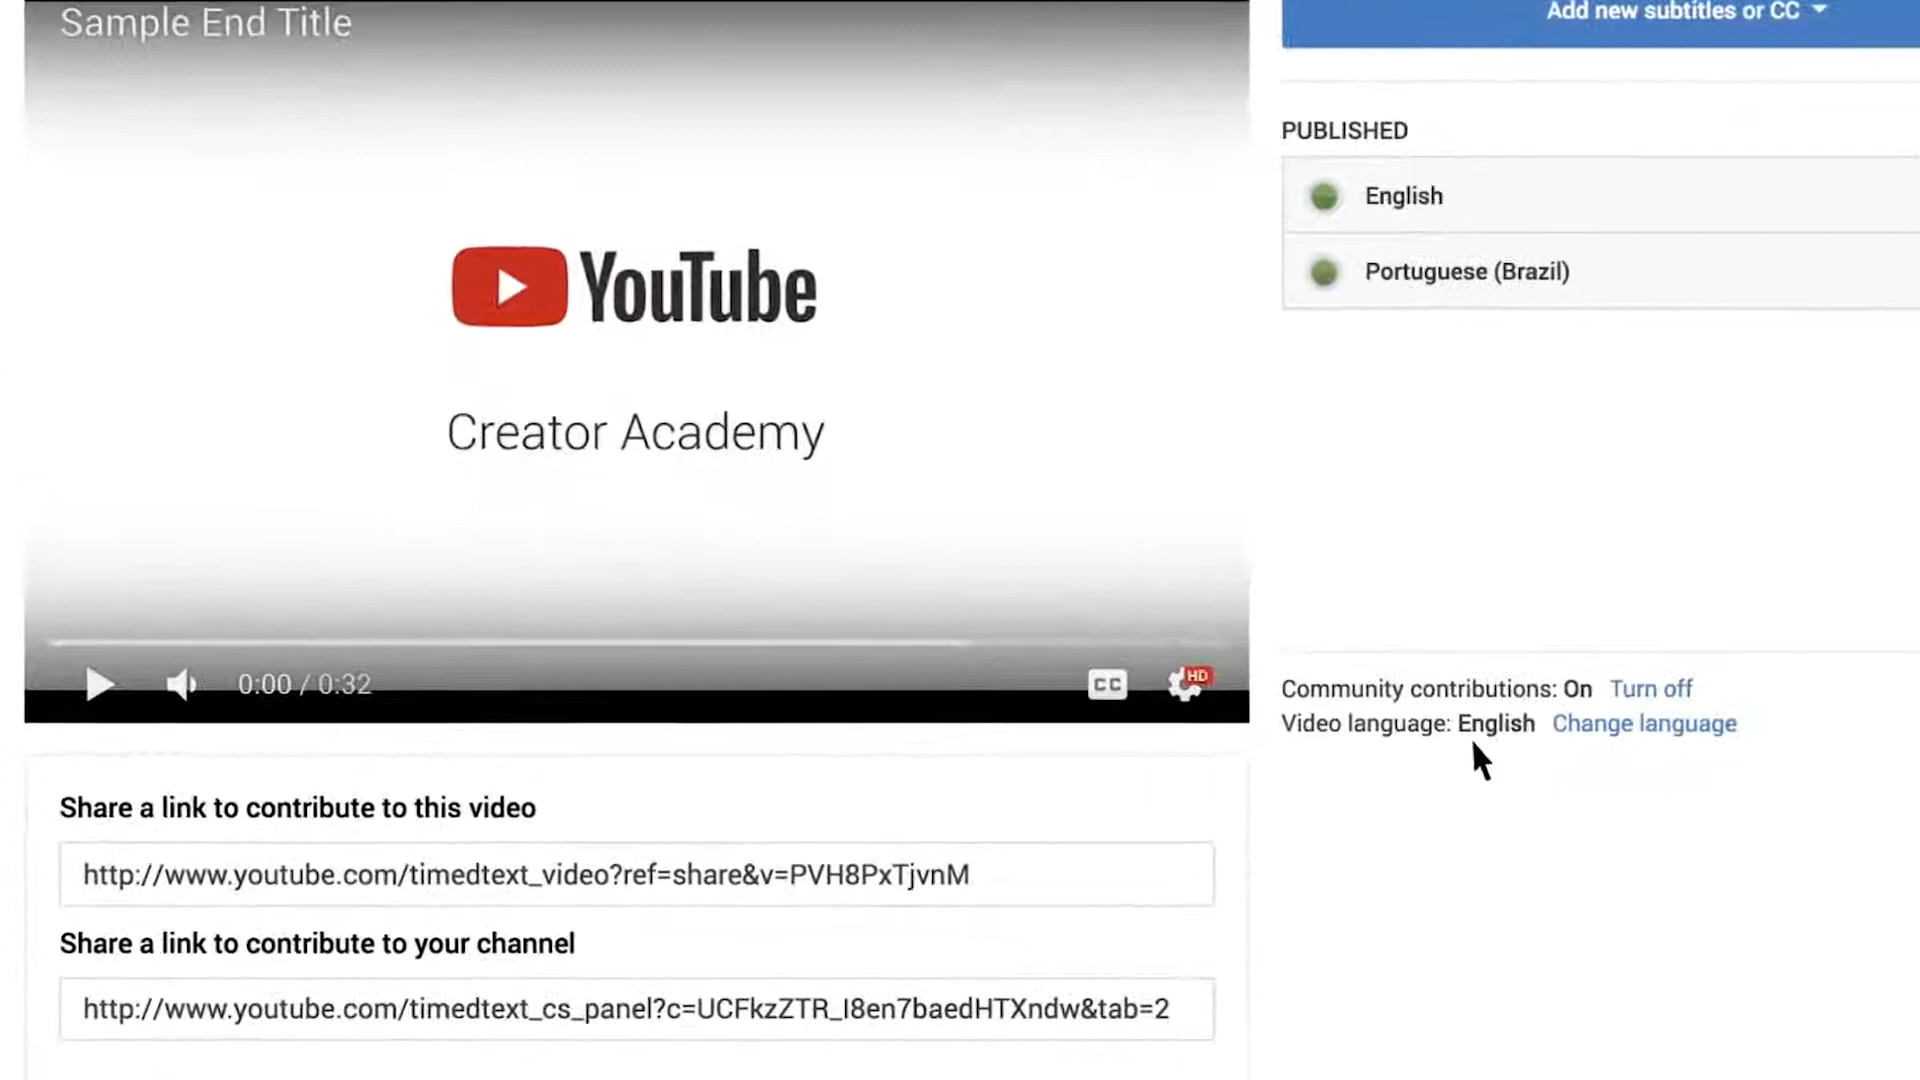 Sample End Title
YouTube
Creator Academy
0:00 / 0:32
CC
HD
Share a link to contribute to this video
http://www.youtube.com/timedtext_video?ref=share&v=PVH8PxTjvnM
Share a link to contribute to your channel
http://www.youtube.com/timedtext_cs_panel?c=UCFkzZTR_I8en7baedHTXndw&tab=2
Add new subtitles or CC
PUBLISHED
English
Portuguese (Brazil)
Community contributions: On Turn off
Video language: English Change language